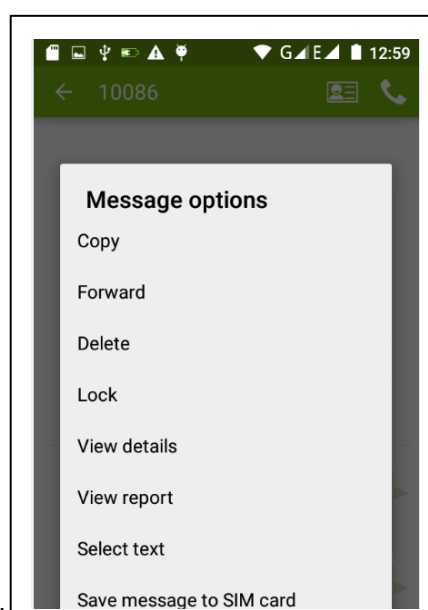 G E 12:59
10086
Message options
Copy
Forward
Delete
Lock
View details
View report
Select text
Save message to SIM card